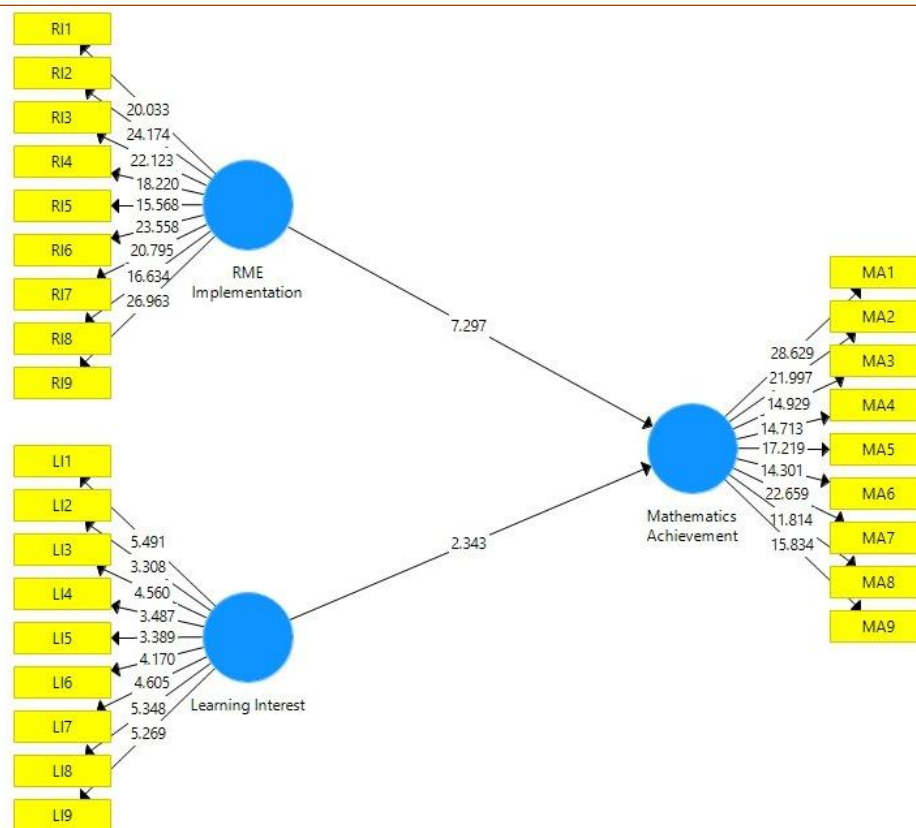 RI1
RI2
RI3
RI4
RI5
RI6
RI7
RI8
RI9
20.033
24.174
22.123
18.220
15.568
23.558
20.795
16.634
26.963
RME
Implementation
7.297
LI1
LI2
LI3
LI4
LI5
LI6
LI7
LI8
LI9
5.491
3.308
4.560
3.487
3.389
4.170
4.605
5.348
5.269
Learning Interest
2.343
Mathematics
Achievement
28.629
21.997
14.929
14.713
17.219
14.301
22.659
11.814
15.834
MA1
MA2
MA3
MA4
MA5
MA6
MA7
MA8
MA9